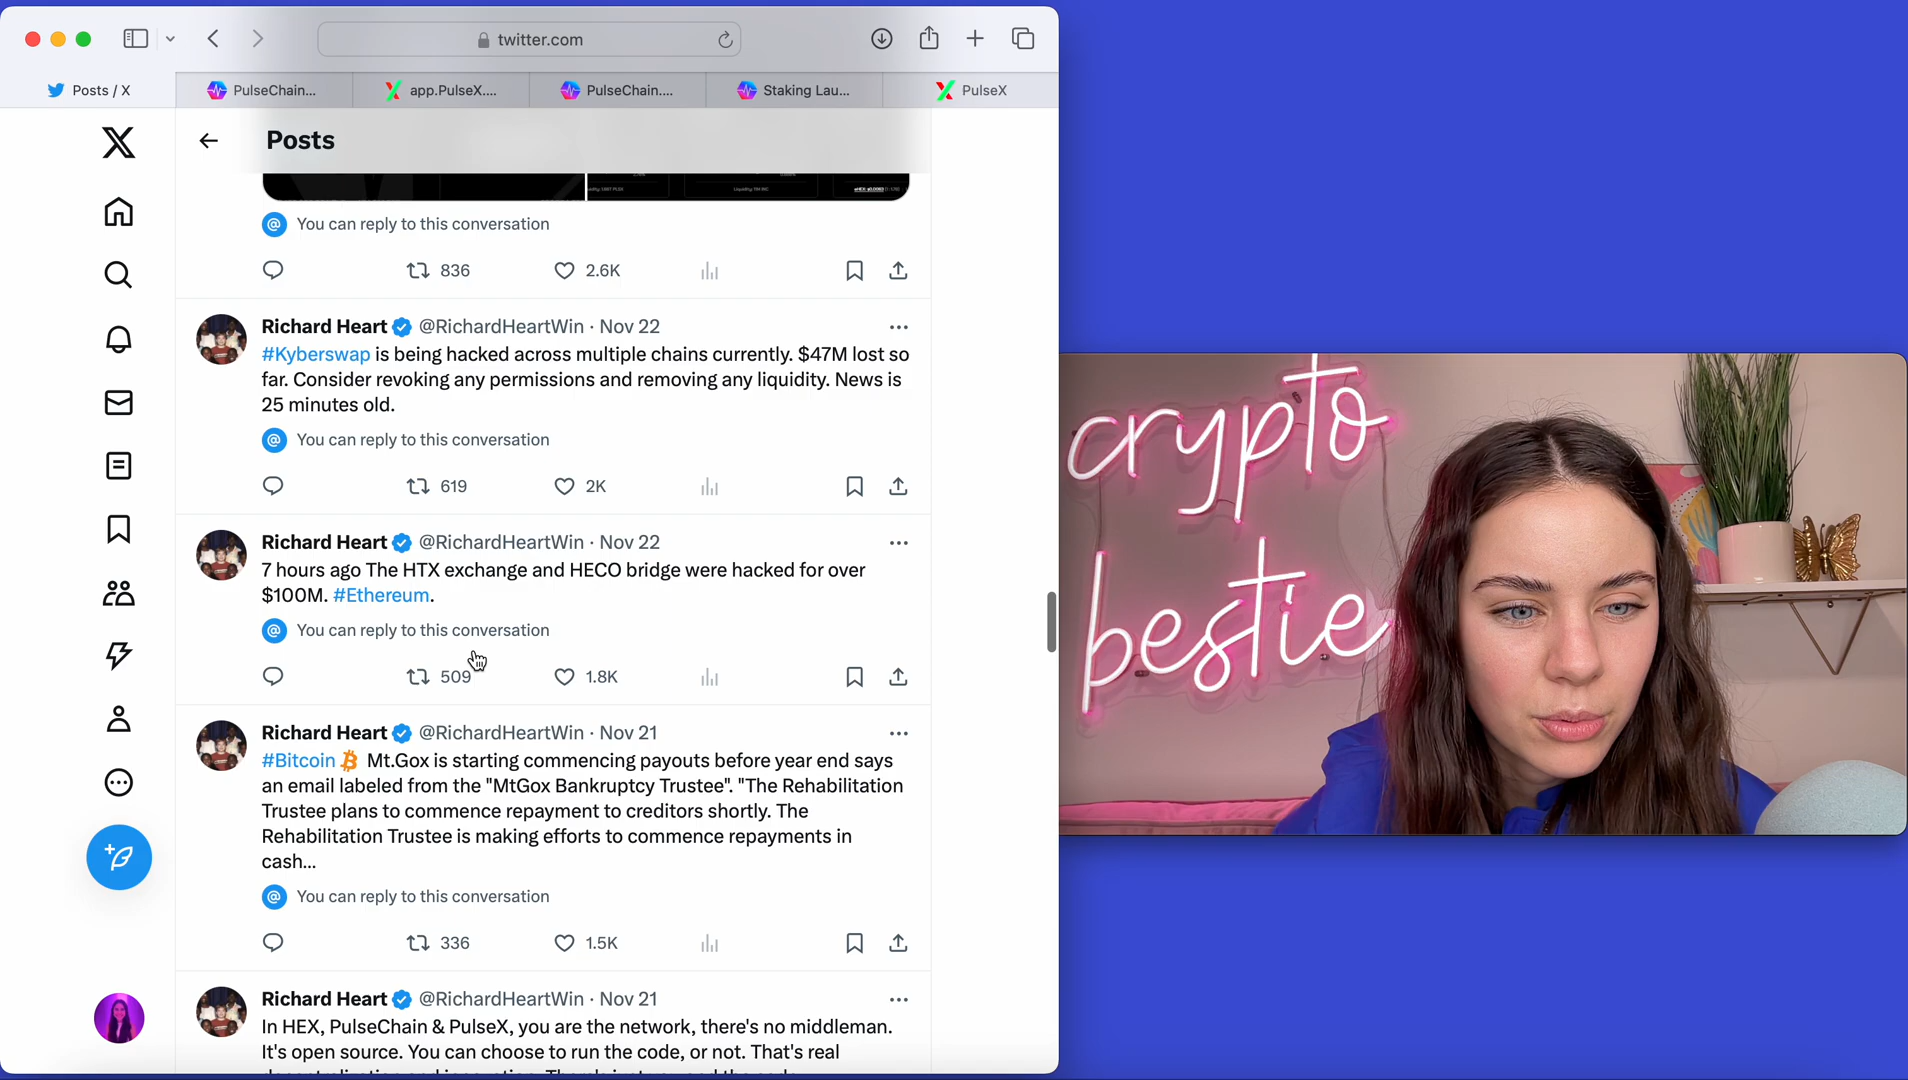 twitter.com
Posts / X
PulseChain...
app.PulseX....
PulseChain....
Staking Lau...
PulseX
Posts
You can reply to this conversation
836
2.6K
Richard Heart @RichardHeartWin · Nov 22
#Kyberswap is being hacked across multiple chains currently. $47M lost so
far. Consider revoking any permissions and removing any liquidity. News is
25 minutes old.
You can reply to this conversation
619
2K
Richard Heart @RichardHeartWin · Nov 22
7 hours ago The HTX exchange and HECO bridge were hacked for over
$100M. #Ethereum.
You can reply to this conversation
509
1.8K
Richard Heart @RichardHeartWin · Nov 21
#Bitcoin Mt.Gox is starting commencing payouts before year end says
an email labeled from the "MtGox Bankruptcy Trustee". "The Rehabilitation
Trustee plans to commence repayment to creditors shortly. The
Rehabilitation Trustee is making efforts to commence repayments in
cash...
You can reply to this conversation
336
1.5K
Richard Heart @RichardHeartWin · Nov 21
In HEX, PulseChain & PulseX, you are the network, there's no middleman.
It's open source. You can choose to run the code, or not. That's real
crypto
bestie